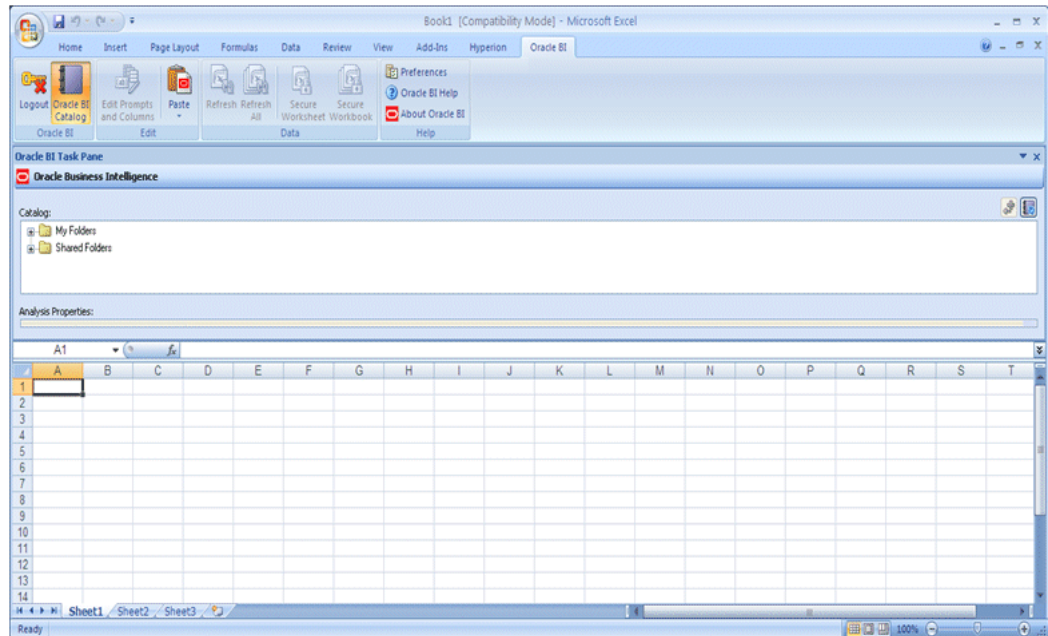 Book1 [Compatibility Mode] - Microsoft Excel
Home Insert Page Layout Formulas Data Review View Add-Ins Hyperion Oracle BI
Logout
Oracle BI
Catalog
Oracle BI
Edit Prompts
and Columns
Paste
Edit
Refresh
Refresh
All
Secure
Worksheet
Secure
Workbook
Data
Preferences
Oracle BI Help
About Oracle BI
Help
Oracle BI Task Pane
Oracle Business Intelligence
Catalog:
My Folders
Shared Folders
Analysis Properties:
A1 fx
A B C D E F G H I J K L M N O P Q R S T
1
2
3
4
5
6
7
8
9
10
11
12
13
14
Sheet1 Sheet2 Sheet3
Ready 100%